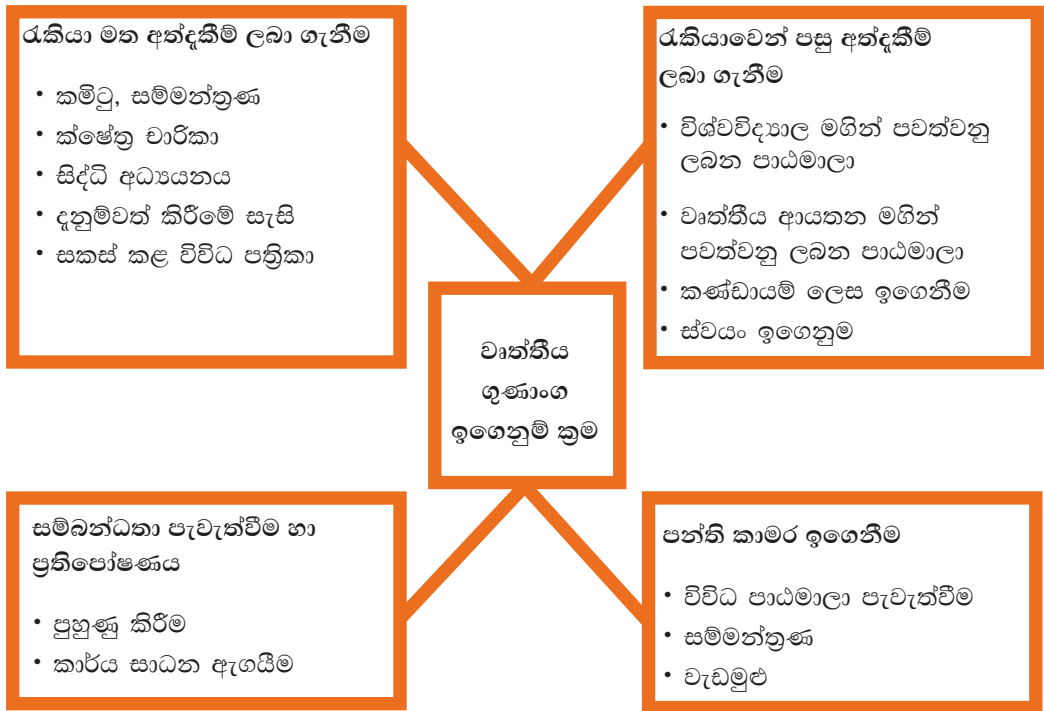 රැකියා මත අත්දැකීම් ලබා ගැනීම
• කමිටු, සම්මන්ත්‍රණ
• ක්ෂේත්‍ර චාරිකා
• සිද්ධි අධ්‍යයනය
• දැනුම්වත් කිරීමේ සැසි
• සකස් කළ විවිධ පත්‍රිකා
රැකියාවෙන් පසු අත්දැකීම්
ලබා ගැනීම
• විශ්වවිද්‍යාල මගින් පවත්වනු
ලබන පාඨමාලා
• වෘත්තීය ආයතන මගින්
පවත්වනු ලබන පාඨමාලා
• කණ්ඩායම් ලෙස ඉගෙනීම
• ස්වයං ඉගෙනුම
වෘත්තීය
ගුණාංග
ඉගෙනුම් ක්‍රම
සම්බන්ධතා පැවැත්වීම හා
ප්‍රතිපෝෂණය
• පුහුණු කිරීම
• කාර්ය සාධන ඇගයීම
පන්ති කාමර ඉගෙනීම
• විවිධ පාඨමාලා පැවැත්වීම
• සම්මන්ත්‍රණ
• වැඩමුළු